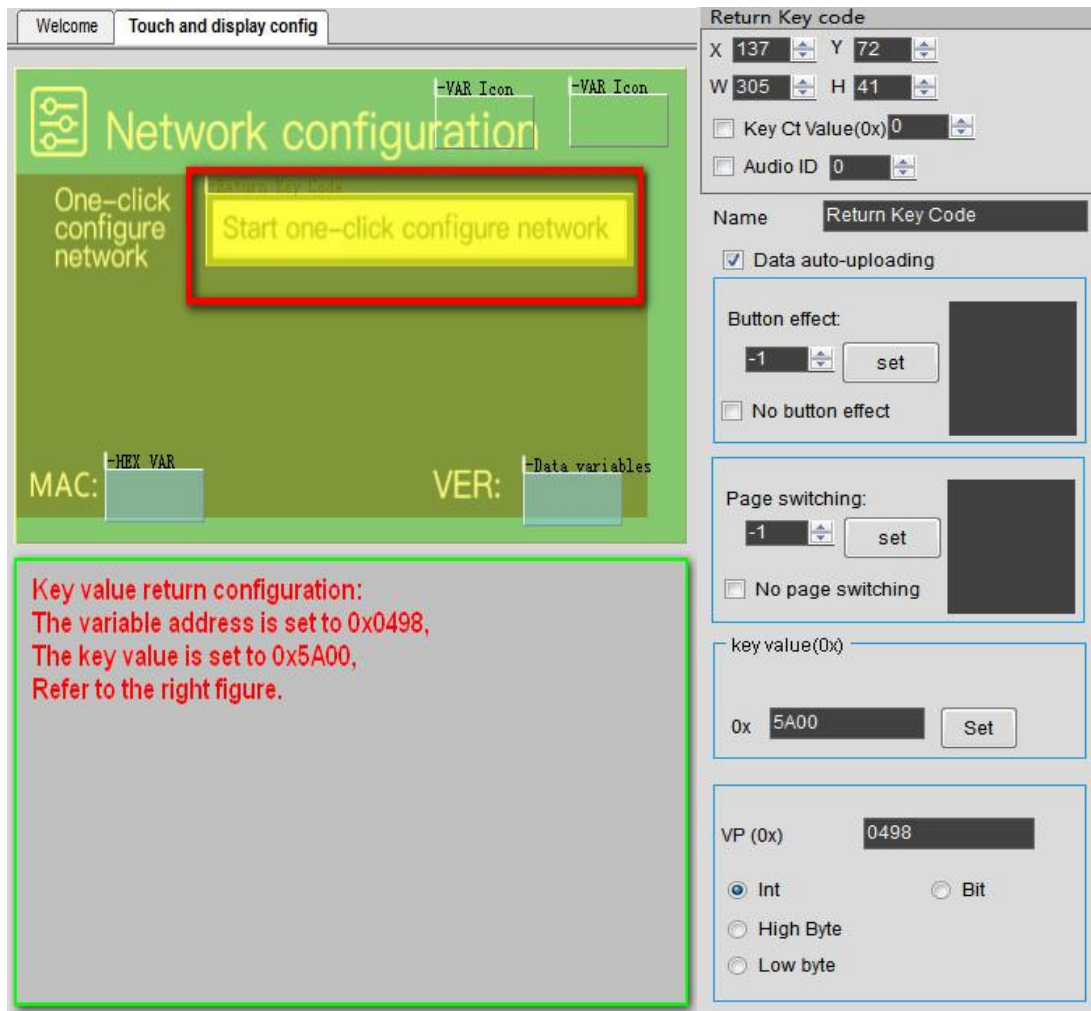 Welcome
Touch and display config
-VAR Icon
-VAR Icon
Network configuration
One-click
configure
network
-Return Key Code
Start one-click configure network
-HEX VAR
MAC:
-Data variables
VER:
Key value return configuration:
The variable address is set to 0x0498,
The key value is set to 0x5A00,
Refer to the right figure.
Return Key code
X 137 Y 72
W 305 H 41
Key Ct Value(0x) 0
Audio ID 0
Name Return Key Code
Data auto-uploading
Button effect:
-1 set
No button effect
Page switching:
-1 set
No page switching
key value(0x)
0x 5A00 Set
VP (0x) 0498
Int Bit
High Byte
Low byte